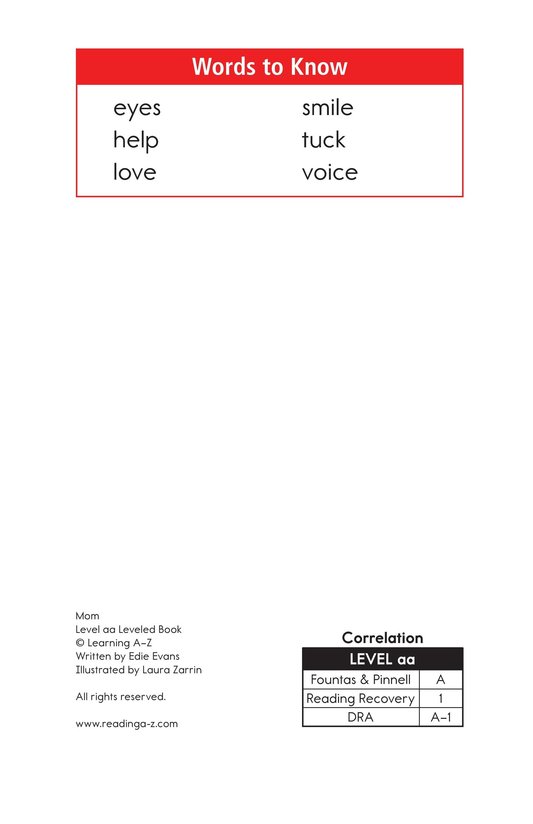 Words to Know
eyes smile
help tuck
love voice
Mom
Level aa Leveled Book
© Learning A–Z
Written by Edie Evans
Illustrated by Laura Zarrin
All rights reserved.
www.readinga-z.com
Correlation
LEVEL aa
Fountas & Pinnell A
Reading Recovery 1
DRA A–1